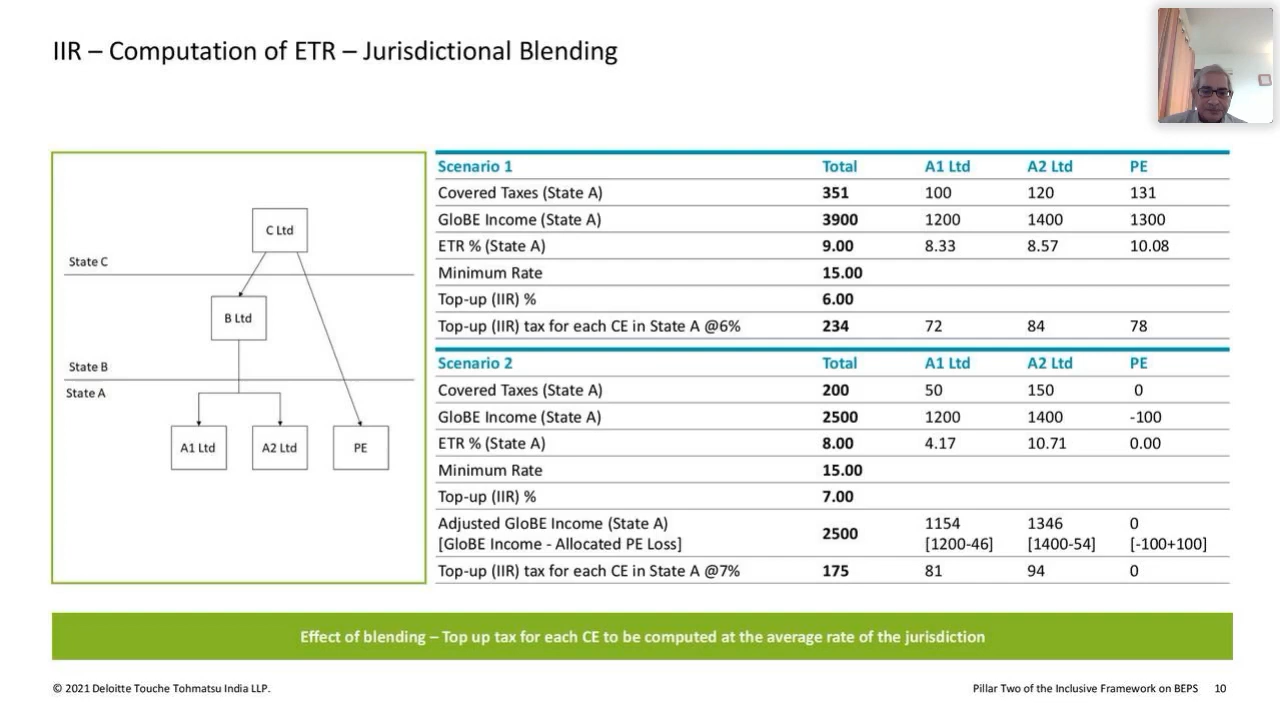 IIR – Computation of ETR – Jurisdictional Blending
C Ltd
State C
B Ltd
State B
State A
A1 Ltd A2 Ltd PE
Scenario 1 Total A1 Ltd A2 Ltd PE
Covered Taxes (State A) 351 100 120 131
GloBE Income (State A) 3900 1200 1400 1300
ETR % (State A) 9.00 8.33 8.57 10.08
Minimum Rate 15.00
Top-up (IIR) % 6.00
Top-up (IIR) tax for each CE in State A @6% 234 72 84 78
Scenario 2 Total A1 Ltd A2 Ltd PE
Covered Taxes (State A) 200 50 150 0
GloBE Income (State A) 2500 1200 1400 -100
ETR % (State A) 8.00 4.17 10.71 0.00
Minimum Rate 15.00
Top-up (IIR) % 7.00
Adjusted GloBE Income (State A) 2500 1154 1346 0
[GloBE Income - Allocated PE Loss] [1200-46] [1400-54] [-100+100]
Top-up (IIR) tax for each CE in State A @7% 175 81 94 0
Effect of blending – Top up tax for each CE to be computed at the average rate of the jurisdiction
© 2021 Deloitte Touche Tohmatsu India LLP. Pillar Two of the Inclusive Framework on BEPS 10